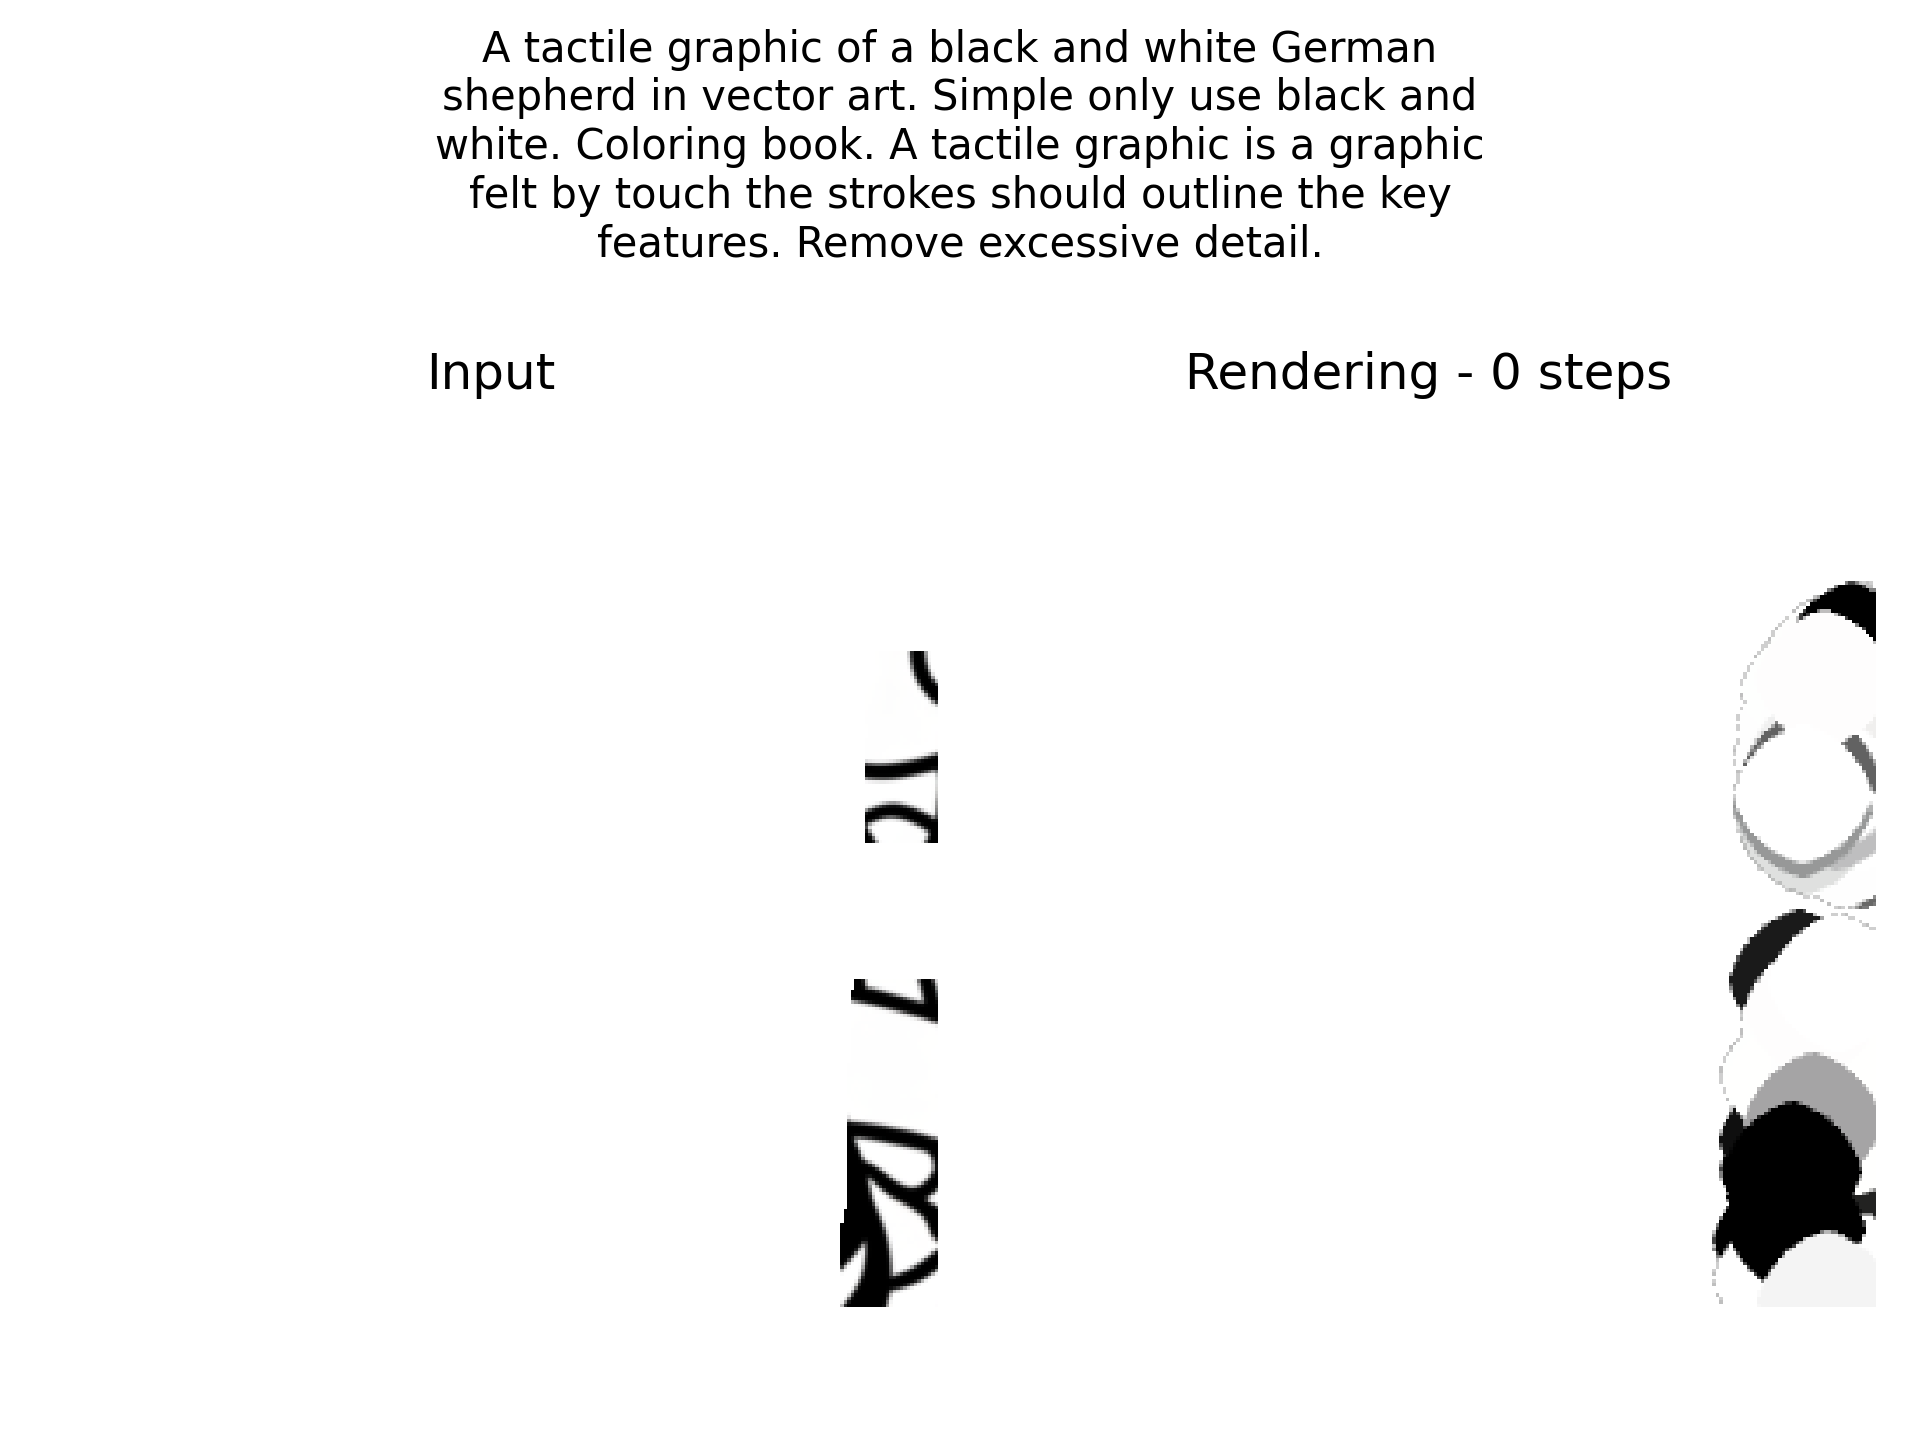 A tactile graphic of a black and white German
shepherd in vector art. Simple only use black and
white. Coloring book. A tactile graphic is a graphic
felt by touch the strokes should outline the key
features. Remove excessive detail.
Input
Rendering - 0 steps